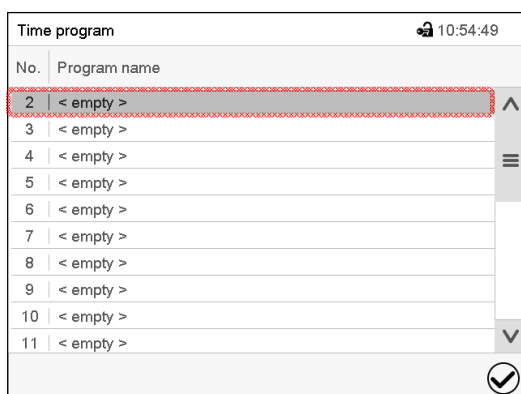 Time program 10:54:49
No. Program name
2 < empty >
3 < empty >
4 < empty >
5 < empty >
6 < empty >
7 < empty >
8 < empty >
9 < empty >
10 < empty >
11 < empty >